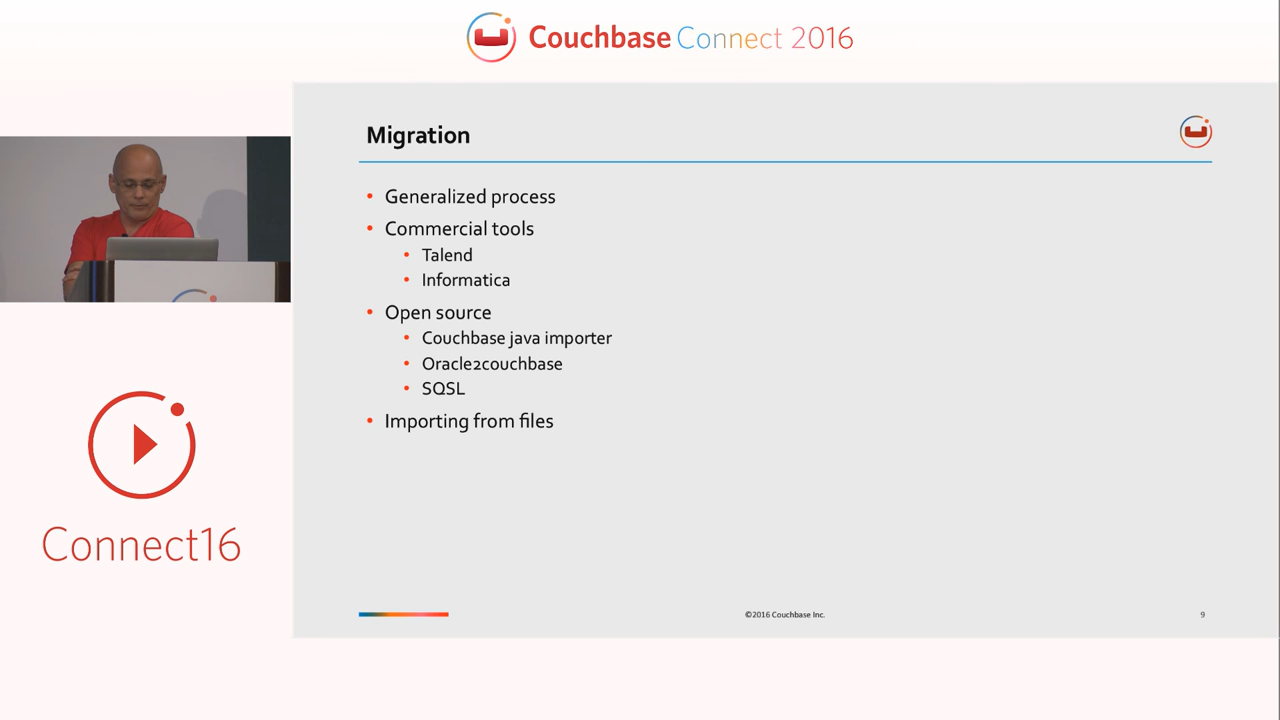 Couchbase Connect 2016
Migration
• Generalized process
• Commercial tools
• Talend
• Informatica
• Open source
• Couchbase java importer
• Oracle2couchbase
• SQSL
• Importing from files
Connect16
©2016 Couchbase Inc.
9